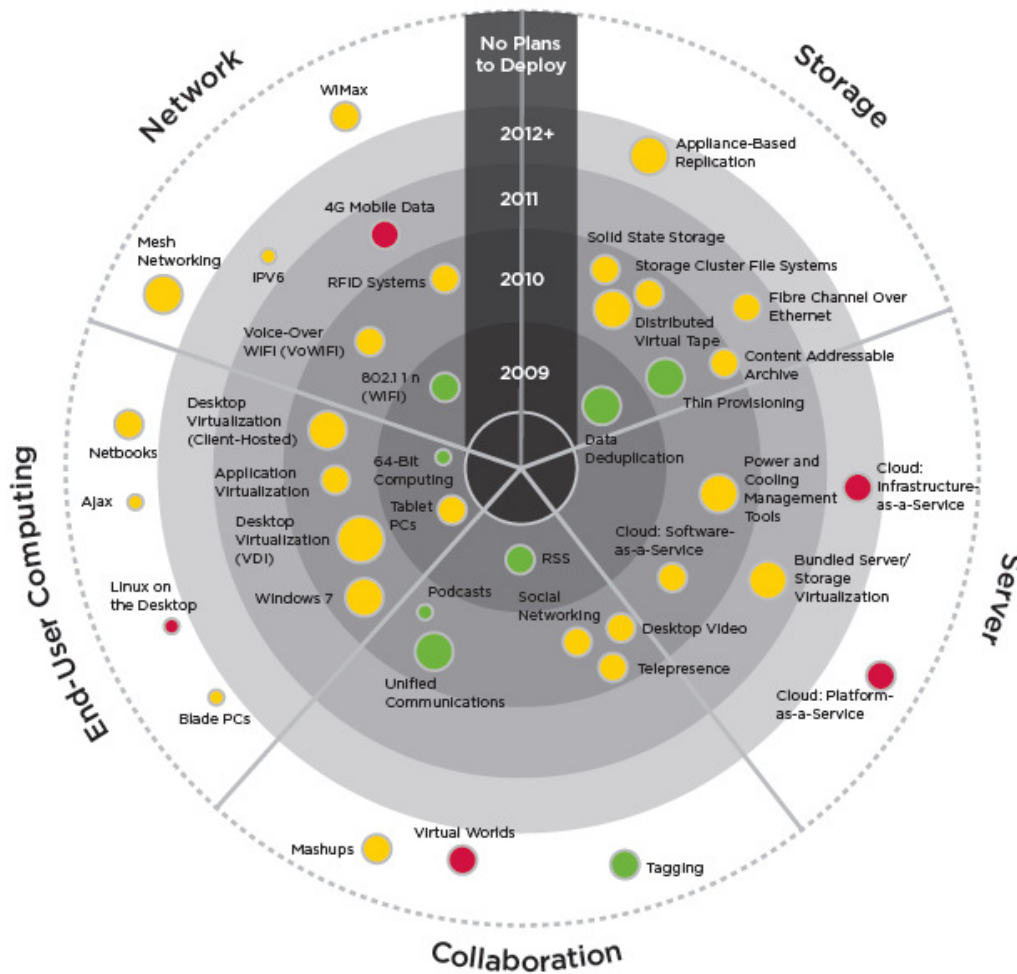 No Plans
to Deploy
2012+
2011
2010
2009
Network
WIMax
4G Mobile Data
Mesh
Networking
IPV6
RFID Systems
Voice-Over
WIFI (VoWIFI)
802.11n
(WIFI)
Storage
Appliance-Based
Replication
Solid State Storage
Storage Cluster File Systems
Fibre Channel Over
Ethernet
Distributed
Virtual Tape
Content Addressable
Archive
Thin Provisioning
Data
Deduplication
Server
Power and
Cooling
Management
Tools
Cloud:
Infrastructure-
as-a-Service
Cloud: Software-
as-a-Service
Bundled Server/
Storage
Virtualization
Cloud: Platform-
as-a-Service
Collaboration
RSS
Podcasts
Social
Networking
Desktop Video
Telepresence
Unified
Communications
Mashups
Virtual Worlds
Tagging
End-User Computing
Desktop
Virtualization
(Client-Hosted)
64-Bit
Computing
Netbooks
Application
Virtualization
Tablet
PCs
Ajax
Desktop
Virtualization
(VDI)
Windows 7
Linux on
the Desktop
Blade PCs